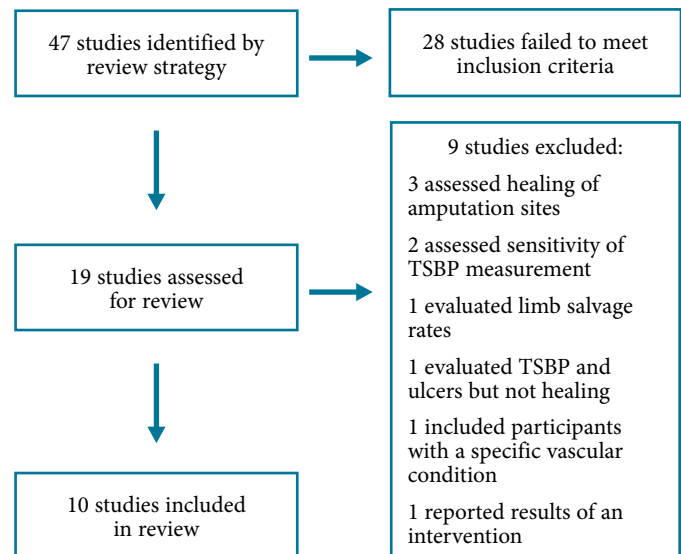 47 studies identified by
review strategy
28 studies failed to meet
inclusion criteria
19 studies assessed
for review
9 studies excluded:
3 assessed healing of
amputation sites
2 assessed sensitivity of
TSBP measurement
1 evaluated limb salvage
rates
1 evaluated TSBP and
ulcers but not healing
1 included participants
with a specific vascular
condition
1 reported results of an
intervention
10 studies included
in review